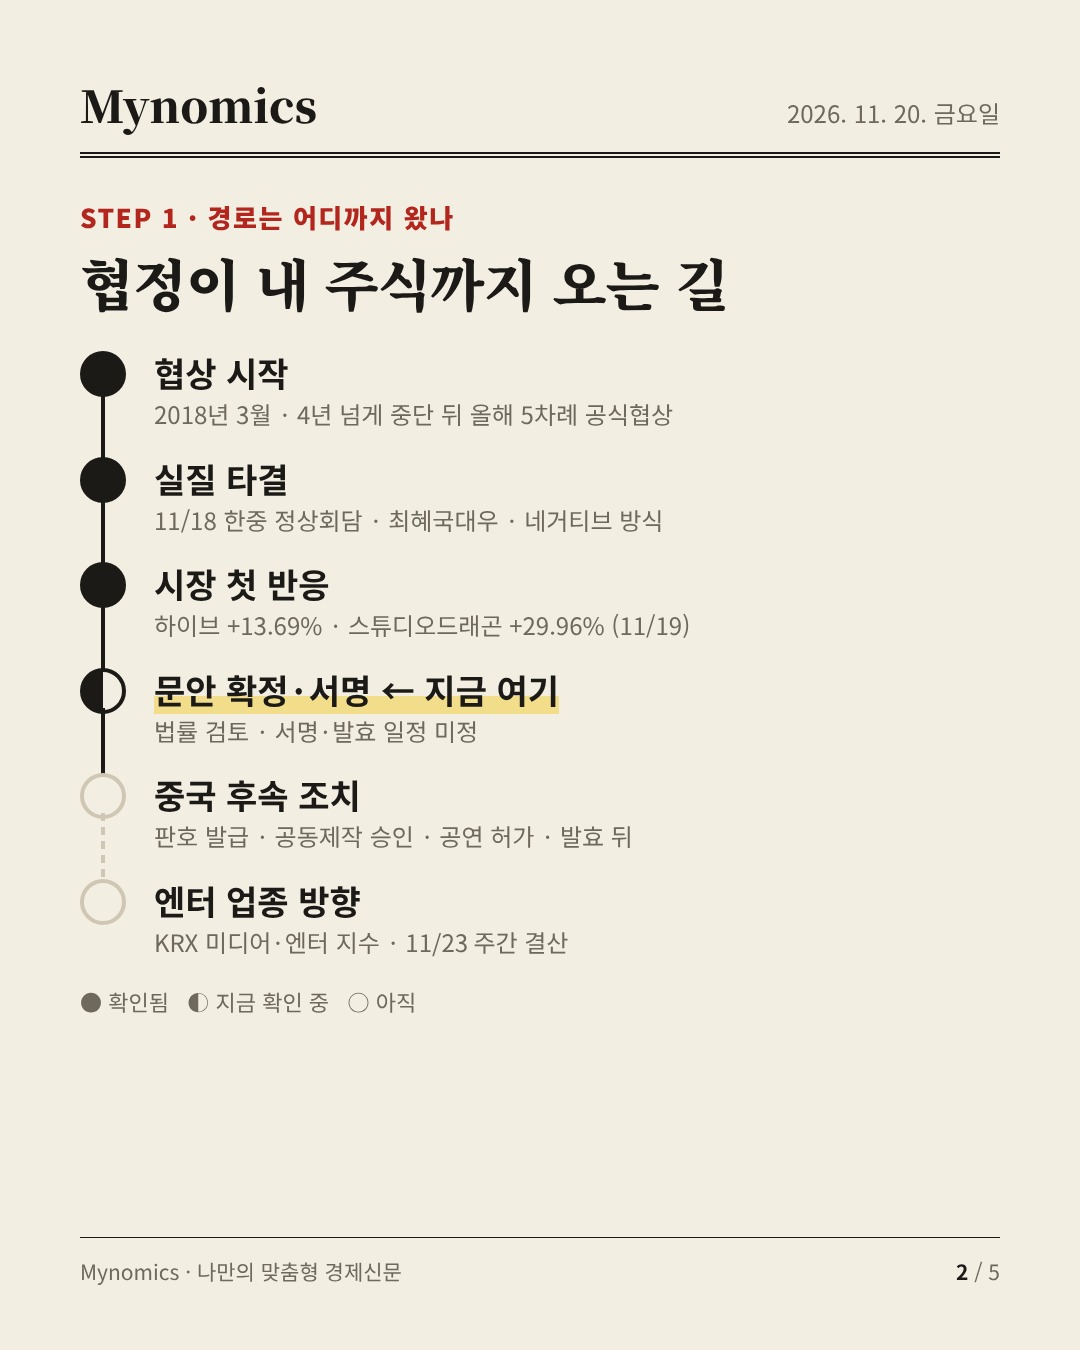 Mynomics
2026. 11. 20. 금요일
STEP 1 · 경로는 어디까지 왔나
협정이 내 주식까지 오는 길
협상 시작
2018년 3월 · 4년 넘게 중단 뒤 올해 5차례 공식협상
실질 타결
11/18 한중 정상회담 · 최혜국대우 · 네거티브 방식
시장 첫 반응
하이브 +13.69% · 스튜디오드래곤 +29.96% (11/19)
문안 확정·서명 ← 지금 여기
법률 검토 · 서명·발효 일정 미정
중국 후속 조치
판호 발급 · 공동제작 승인 · 공연 허가 · 발효 뒤
엔터 업종 방향
KRX 미디어·엔터 지수 · 11/23 주간 결산
● 확인됨 ◐ 지금 확인 중 ○ 아직
Mynomics · 나만의 맞춤형 경제신문
2 / 5